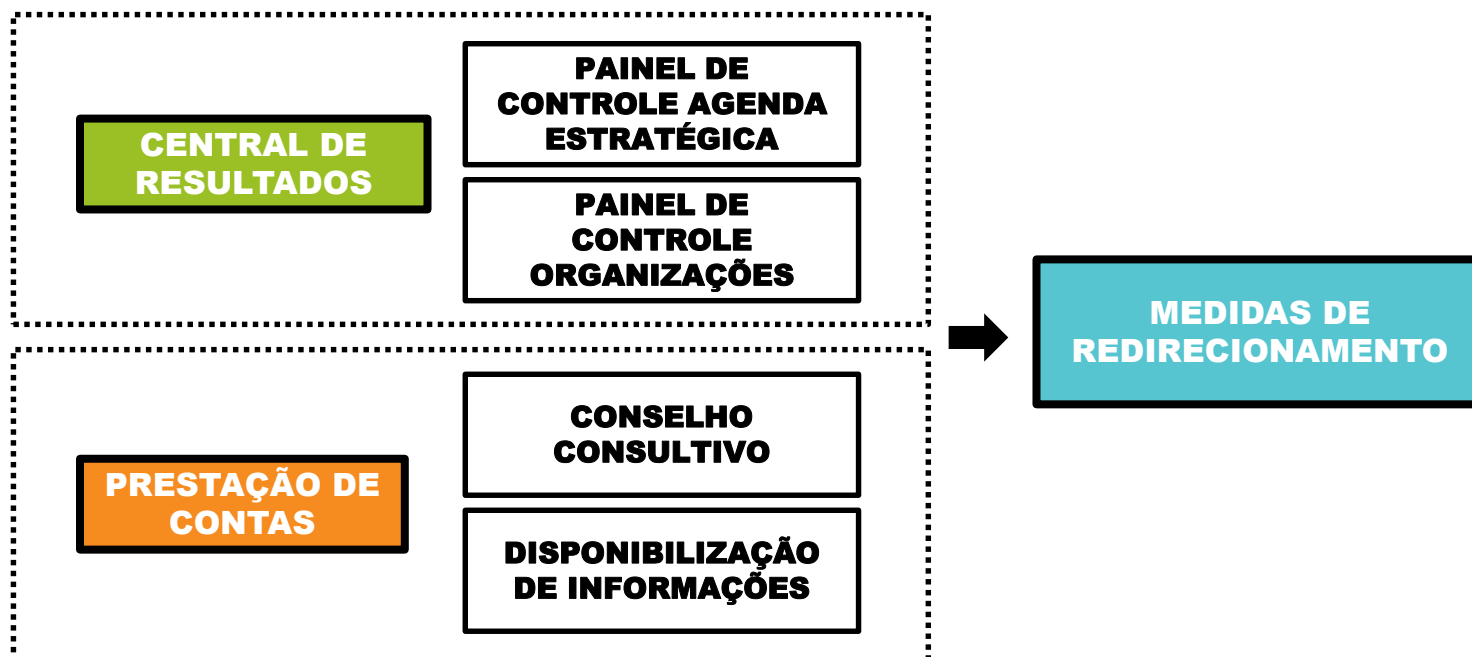 CENTRAL DE
RESULTADOS
PAINEL DE
CONTROLE AGENDA
ESTRATÉGICA
PAINEL DE
CONTROLE
ORGANIZAÇÕES
PRESTAÇÃO DE
CONTAS
CONSELHO
CONSULTIVO
DISPONIBILIZAÇÃO
DE INFORMAÇÕES
MEDIDAS DE
REDIRECIONAMENTO